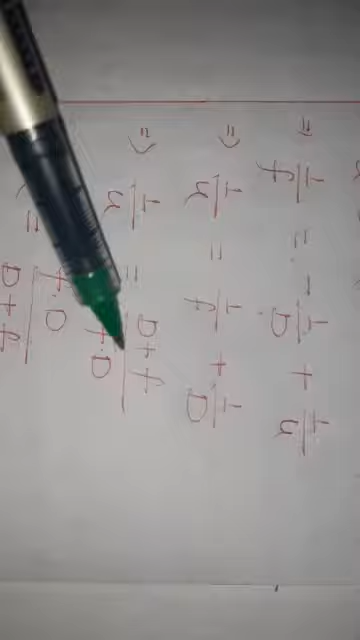 ⇒ 1/f = - 1/D + 1/u
⇒ 1/u = 1/f + 1/D
⇒ 1/u = D+f / f.D
= f.D / D+f